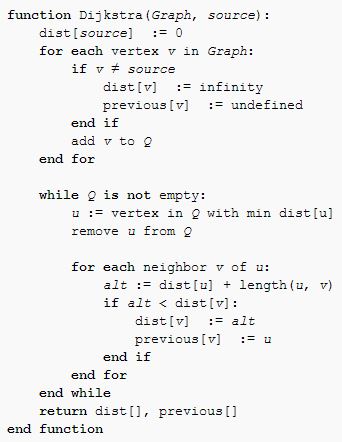 function Dijkstra(Graph, source):
    dist[source]  := 0
    for each vertex v in Graph:
        if v ≠ source
            dist[v]  := infinity
            previous[v]  := undefined
        end if
        add v to Q
    end for

    while Q is not empty:
        u := vertex in Q with min dist[u]
        remove u from Q

        for each neighbor v of u:
            alt := dist[u] + length(u, v)
            if alt < dist[v]:
                dist[v]  := alt
                previous[v]  := u
            end if
        end for
    end while
    return dist[], previous[]
end function